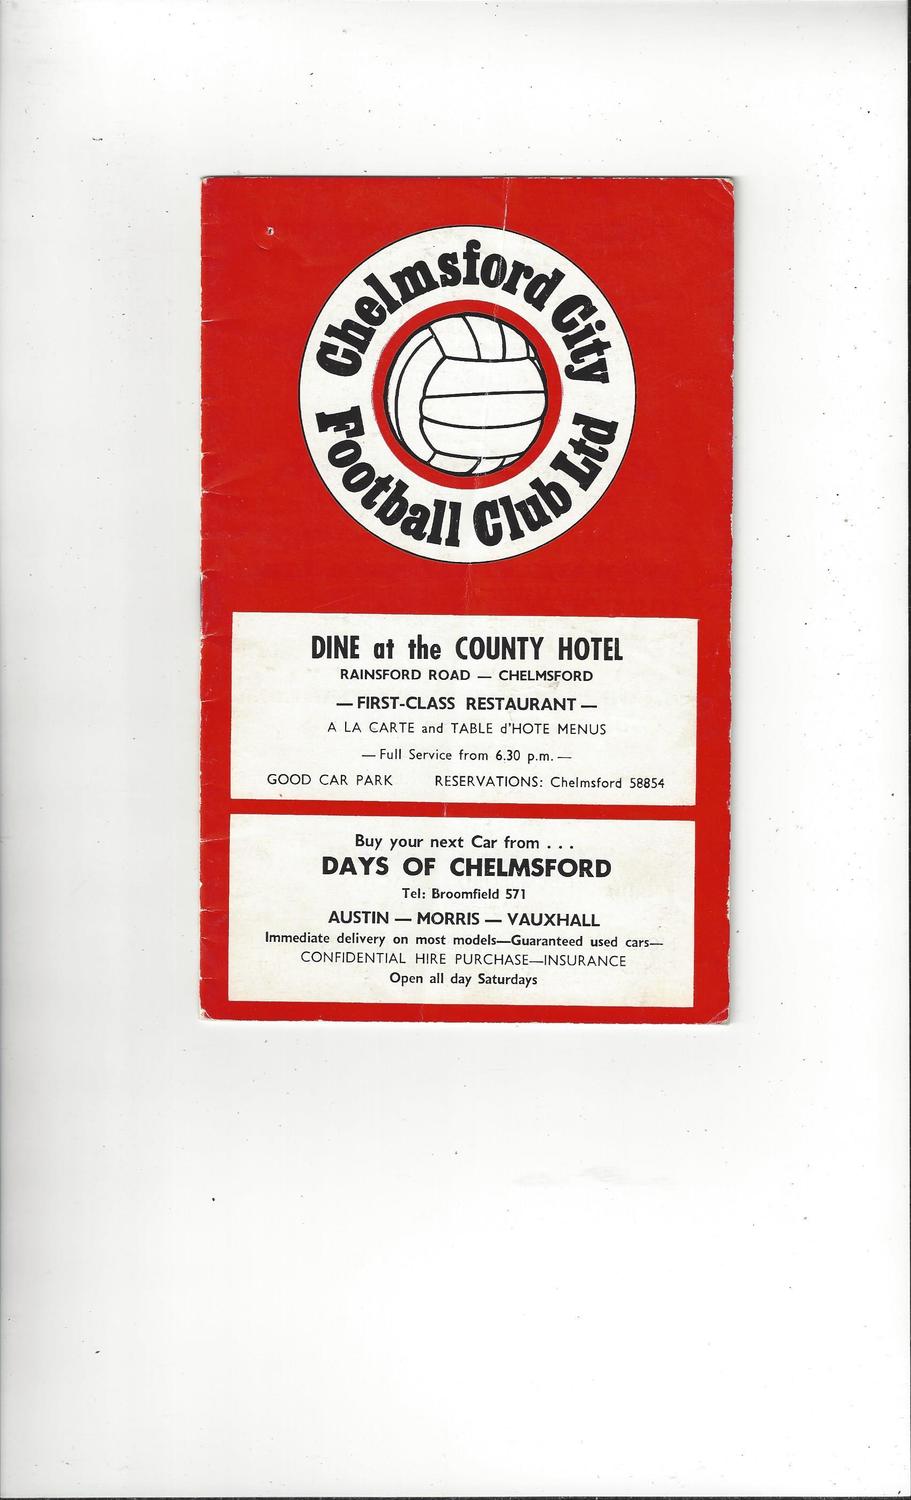 Chelmsford City
Football Club Ltd
DINE at the COUNTY HOTEL
RAINSFORD ROAD — CHELMSFORD
— FIRST-CLASS RESTAURANT —
A LA CARTE and TABLE d'HOTE MENUS
— Full Service from 6.30 p.m. —
GOOD CAR PARK RESERVATIONS: Chelmsford 58854
Buy your next Car from . . .
DAYS OF CHELMSFORD
Tel: Broomfield 571
AUSTIN — MORRIS — VAUXHALL
Immediate delivery on most models—Guaranteed used cars—
CONFIDENTIAL HIRE PURCHASE—INSURANCE
Open all day Saturdays